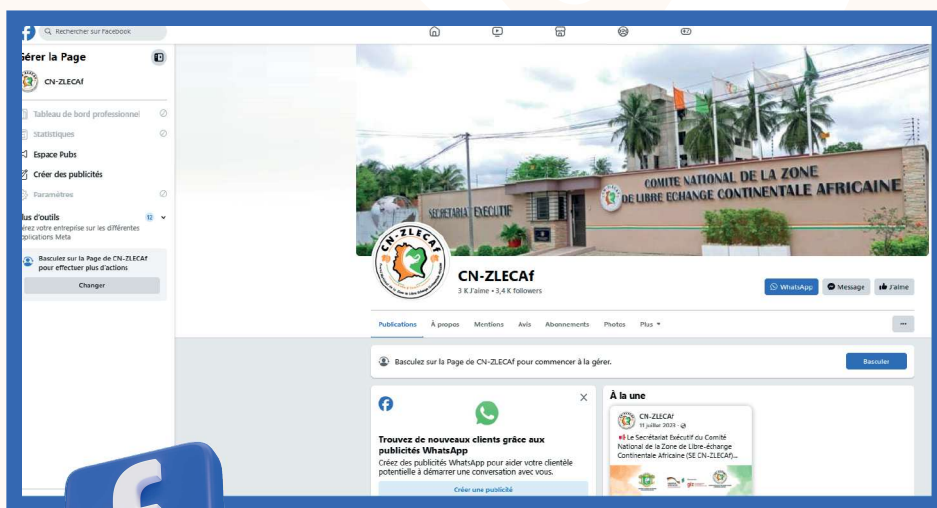 Rechercher sur Facebook
Gérer la Page
CN-ZLECAf
Tableau de bord professionnel
Statistiques
Espace Pubs
Créer des publicités
Paramètres
Plus d'outils
12
Gérez votre entreprise sur les différentes
applications Meta
Basculez sur la Page de CN-ZLECAf
pour effectuer plus d'actions
Changer
SECRETARIAT EXECUTIF
COMITE NATIONAL DE LA ZONE
DE LIBRE ECHANGE CONTINENTALE AFRICAINE
CN-ZLECAf
CN-ZLECAf
3 K J'aime • 3,4 K followers
WhatsApp
Message
J'aime
Publications
À propos
Mentions
Avis
Abonnements
Photos
Plus
Basculez sur la Page de CN-ZLECAf pour commencer à la gérer.
Basculer
Trouvez de nouveaux clients grâce aux
publicités WhatsApp
Créez des publicités WhatsApp pour aider votre clientèle
potentielle à démarrer une conversation avec vous.
Créer une publicité
À la une
CN-ZLECAf
11 juillet 2023
Le Secrétariat Exécutif du Comité
National de la Zone de Libre-échange
Continentale Africaine (SE CN-ZLECAf)...
giz